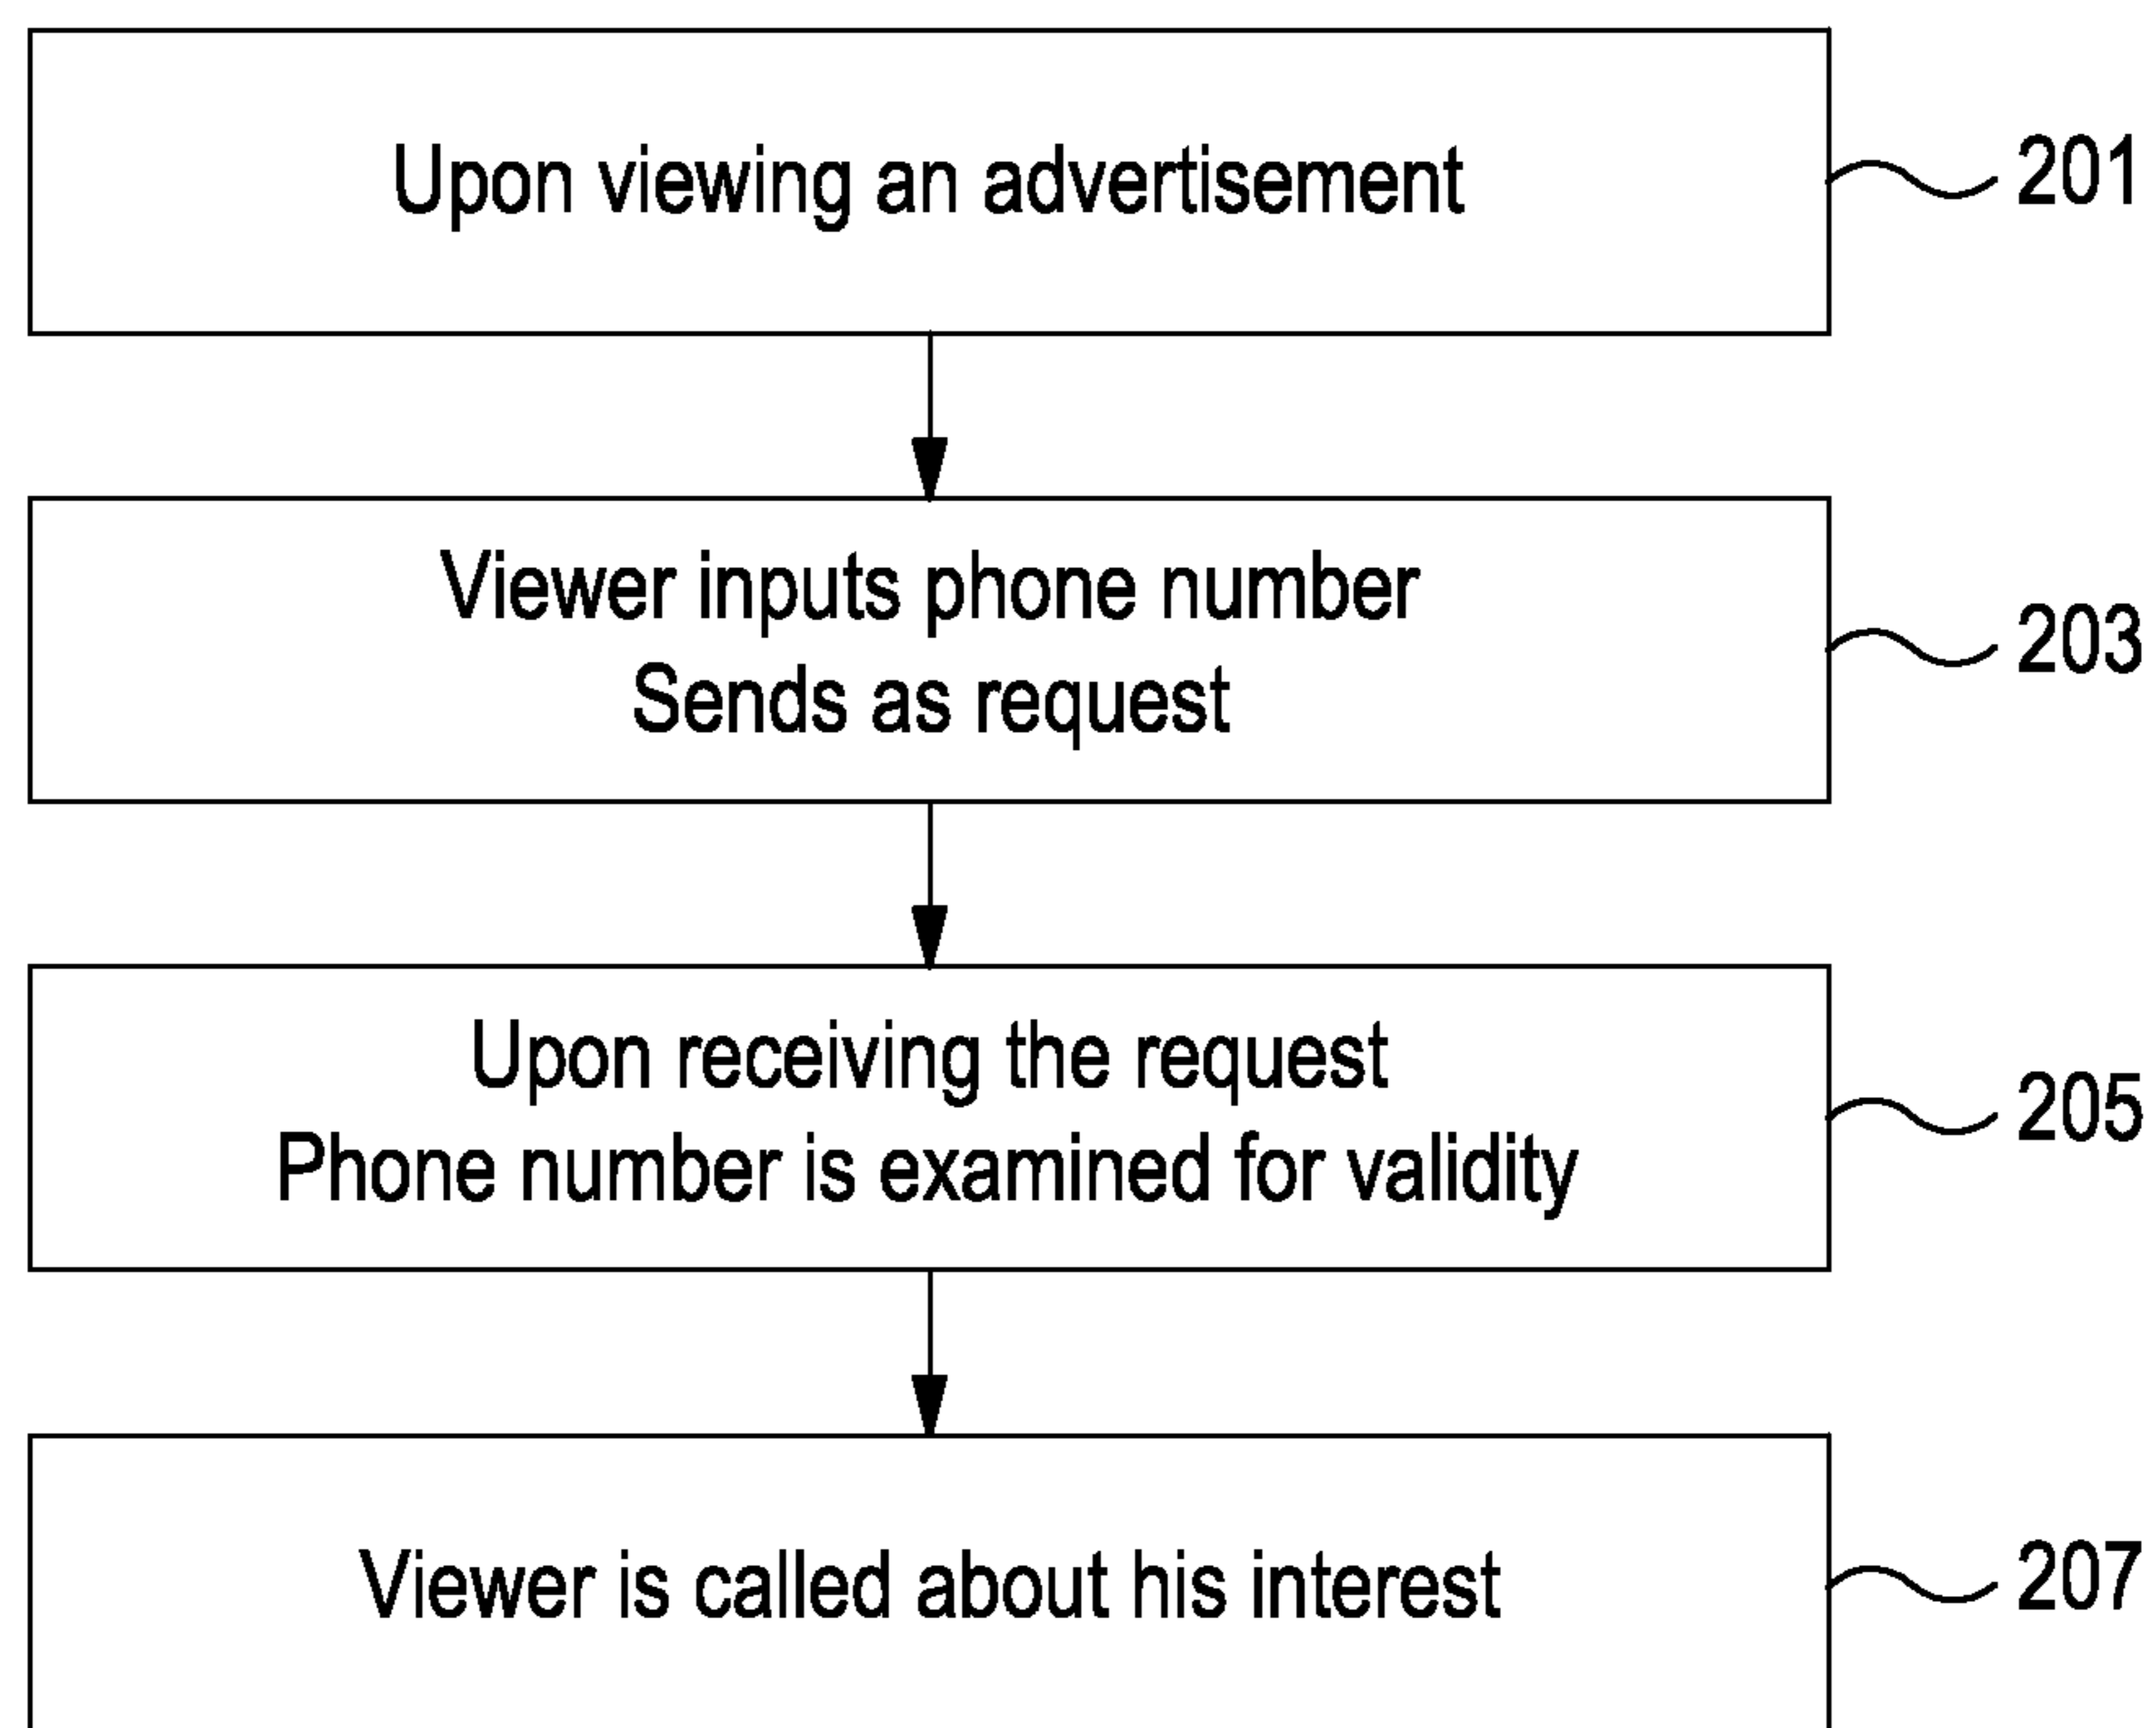 Upon viewing an advertisement
201
Viewer inputs phone number
Sends as request
203
Upon receiving the request
Phone number is examined for validity
205
Viewer is called about his interest
207